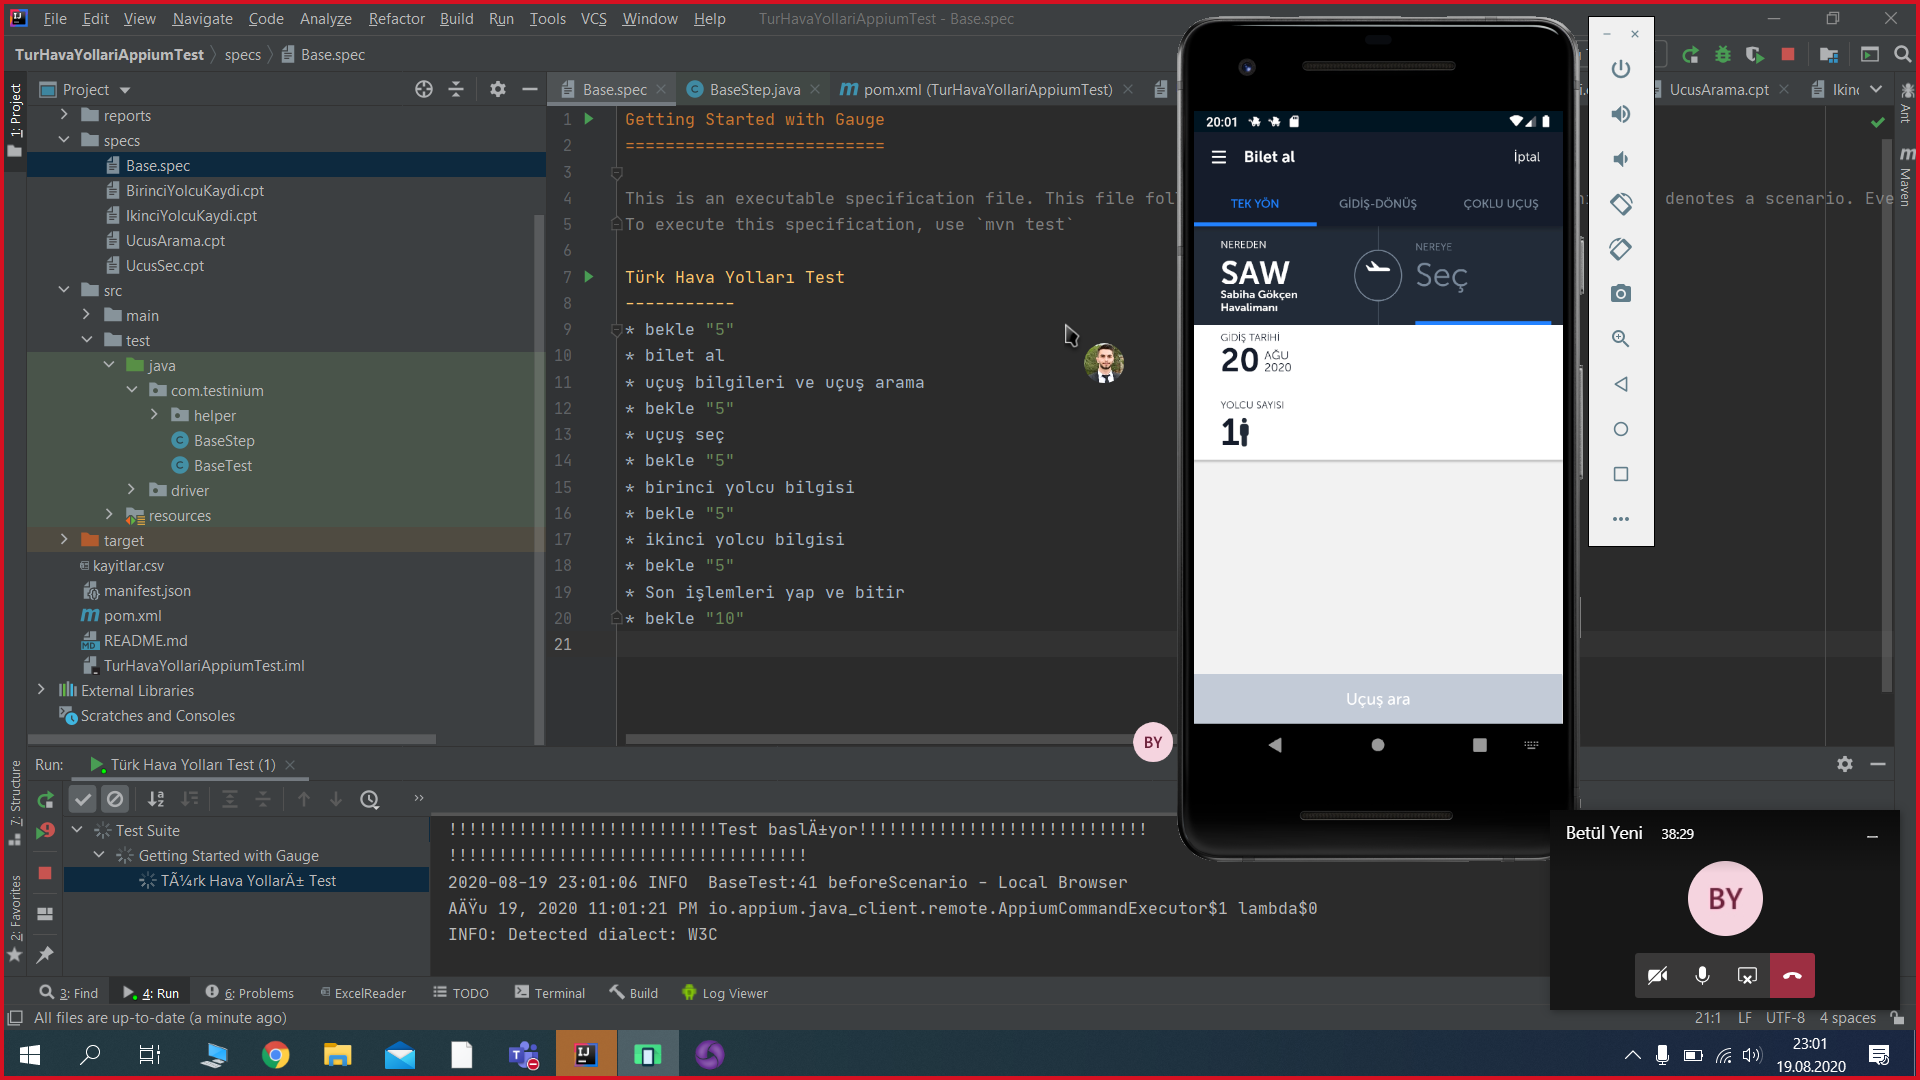 File Edit View Navigate Code Analyze Refactor Build Run Tools VCS Window Help TurHavaYollariAppiumTest - Base.spec
TurHavaYollariAppiumTest specs Base.spec
1: Project
Project
reports
specs
Base.spec
BirinciYolcuKaydi.cpt
IkinciYolcuKaydi.cpt
UcusArama.cpt
UcusSec.cpt
src
main
test
java
com.testinium
helper
BaseStep
BaseTest
driver
resources
target
kayitlar.csv
manifest.json
pom.xml
README.md
TurHavaYollariAppiumTest.iml
External Libraries
Scratches and Consoles
Base.spec BaseStep.java pom.xml (TurHavaYollariAppiumTest) UcusArama.cpt
1 Getting Started with Gauge
2 ==========================
3
4 This is an executable specification file. This file fol denotes a scenario. Eve
5 To execute this specification, use `mvn test`
6
7 Türk Hava Yolları Test
8 -----------
9 * bekle "5"
10 * bilet al
11 * uçuş bilgileri ve uçuş arama
12 * bekle "5"
13 * uçuş seç
14 * bekle "5"
15 * birinci yolcu bilgisi
16 * bekle "5"
17 * ikinci yolcu bilgisi
18 * bekle "5"
19 * Son işlemleri yap ve bitir
20 * bekle "10"
21
BY
20:01
Bilet al İptal
TEK YÖN GİDİŞ-DÖNÜŞ ÇOKLU UÇUŞ
NEREDEN
SAW
Sabiha Gökçen
Havalimanı
NEREYE
Seç
GİDİŞ TARİHİ
20 AĞU
2020
YOLCU SAYISI
1
Uçuş ara
Ant
Maven
Run: Türk Hava Yolları Test (1)
7: Structure
2: Favorites
Test Suite
Getting Started with Gauge
TÃ¼rk Hava YollarÄ± Test
!!!!!!!!!!!!!!!!!!!!!!!!!!!Test baslÄ±yor!!!!!!!!!!!!!!!!!!!!!!!!!!!!!
!!!!!!!!!!!!!!!!!!!!!!!!!!!!!!!!!!!!
2020-08-19 23:01:06 INFO  BaseTest:41 beforeScenario - Local Browser
AÄŸu 19, 2020 11:01:21 PM io.appium.java_client.remote.AppiumCommandExecutor$1 lambda$0
INFO: Detected dialect: W3C
Betül Yeni 38:29
BY
3: Find 4: Run 6: Problems ExcelReader TODO Terminal Build Log Viewer
All files are up-to-date (a minute ago) 21:1 LF UTF-8 4 spaces
23:01
19.08.2020